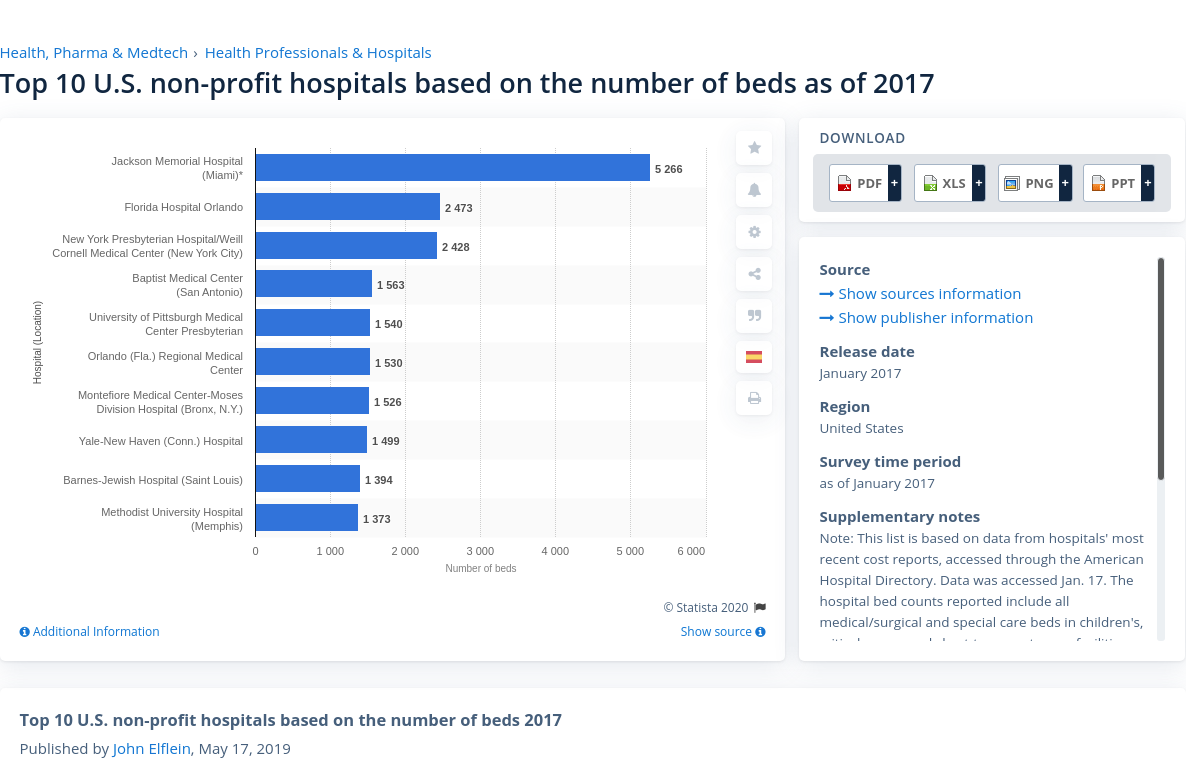 Health, Pharma & Medtech › Health Professionals & Hospitals
Top 10 U.S. non-profit hospitals based on the number of beds as of 2017
Hospital (Location)
Jackson Memorial Hospital
(Miami)*
5 266
Florida Hospital Orlando
2 473
New York Presbyterian Hospital/Weill
Cornell Medical Center (New York City)
2 428
Baptist Medical Center
(San Antonio)
1 563
University of Pittsburgh Medical
Center Presbyterian
1 540
Orlando (Fla.) Regional Medical
Center
1 530
Montefiore Medical Center-Moses
Division Hospital (Bronx, N.Y.)
1 526
Yale-New Haven (Conn.) Hospital
1 499
Barnes-Jewish Hospital (Saint Louis)
1 394
Methodist University Hospital
(Memphis)
1 373
0 1 000 2 000 3 000 4 000 5 000 6 000
Number of beds
© Statista 2020
Additional Information
Show source
DOWNLOAD
PDF + XLS + PNG + PPT +
Source
Show sources information
Show publisher information
Release date
January 2017
Region
United States
Survey time period
as of January 2017
Supplementary notes
Note: This list is based on data from hospitals' most
recent cost reports, accessed through the American
Hospital Directory. Data was accessed Jan. 17. The
hospital bed counts reported include all
medical/surgical and special care beds in children's,
Top 10 U.S. non-profit hospitals based on the number of beds 2017
Published by John Elflein, May 17, 2019